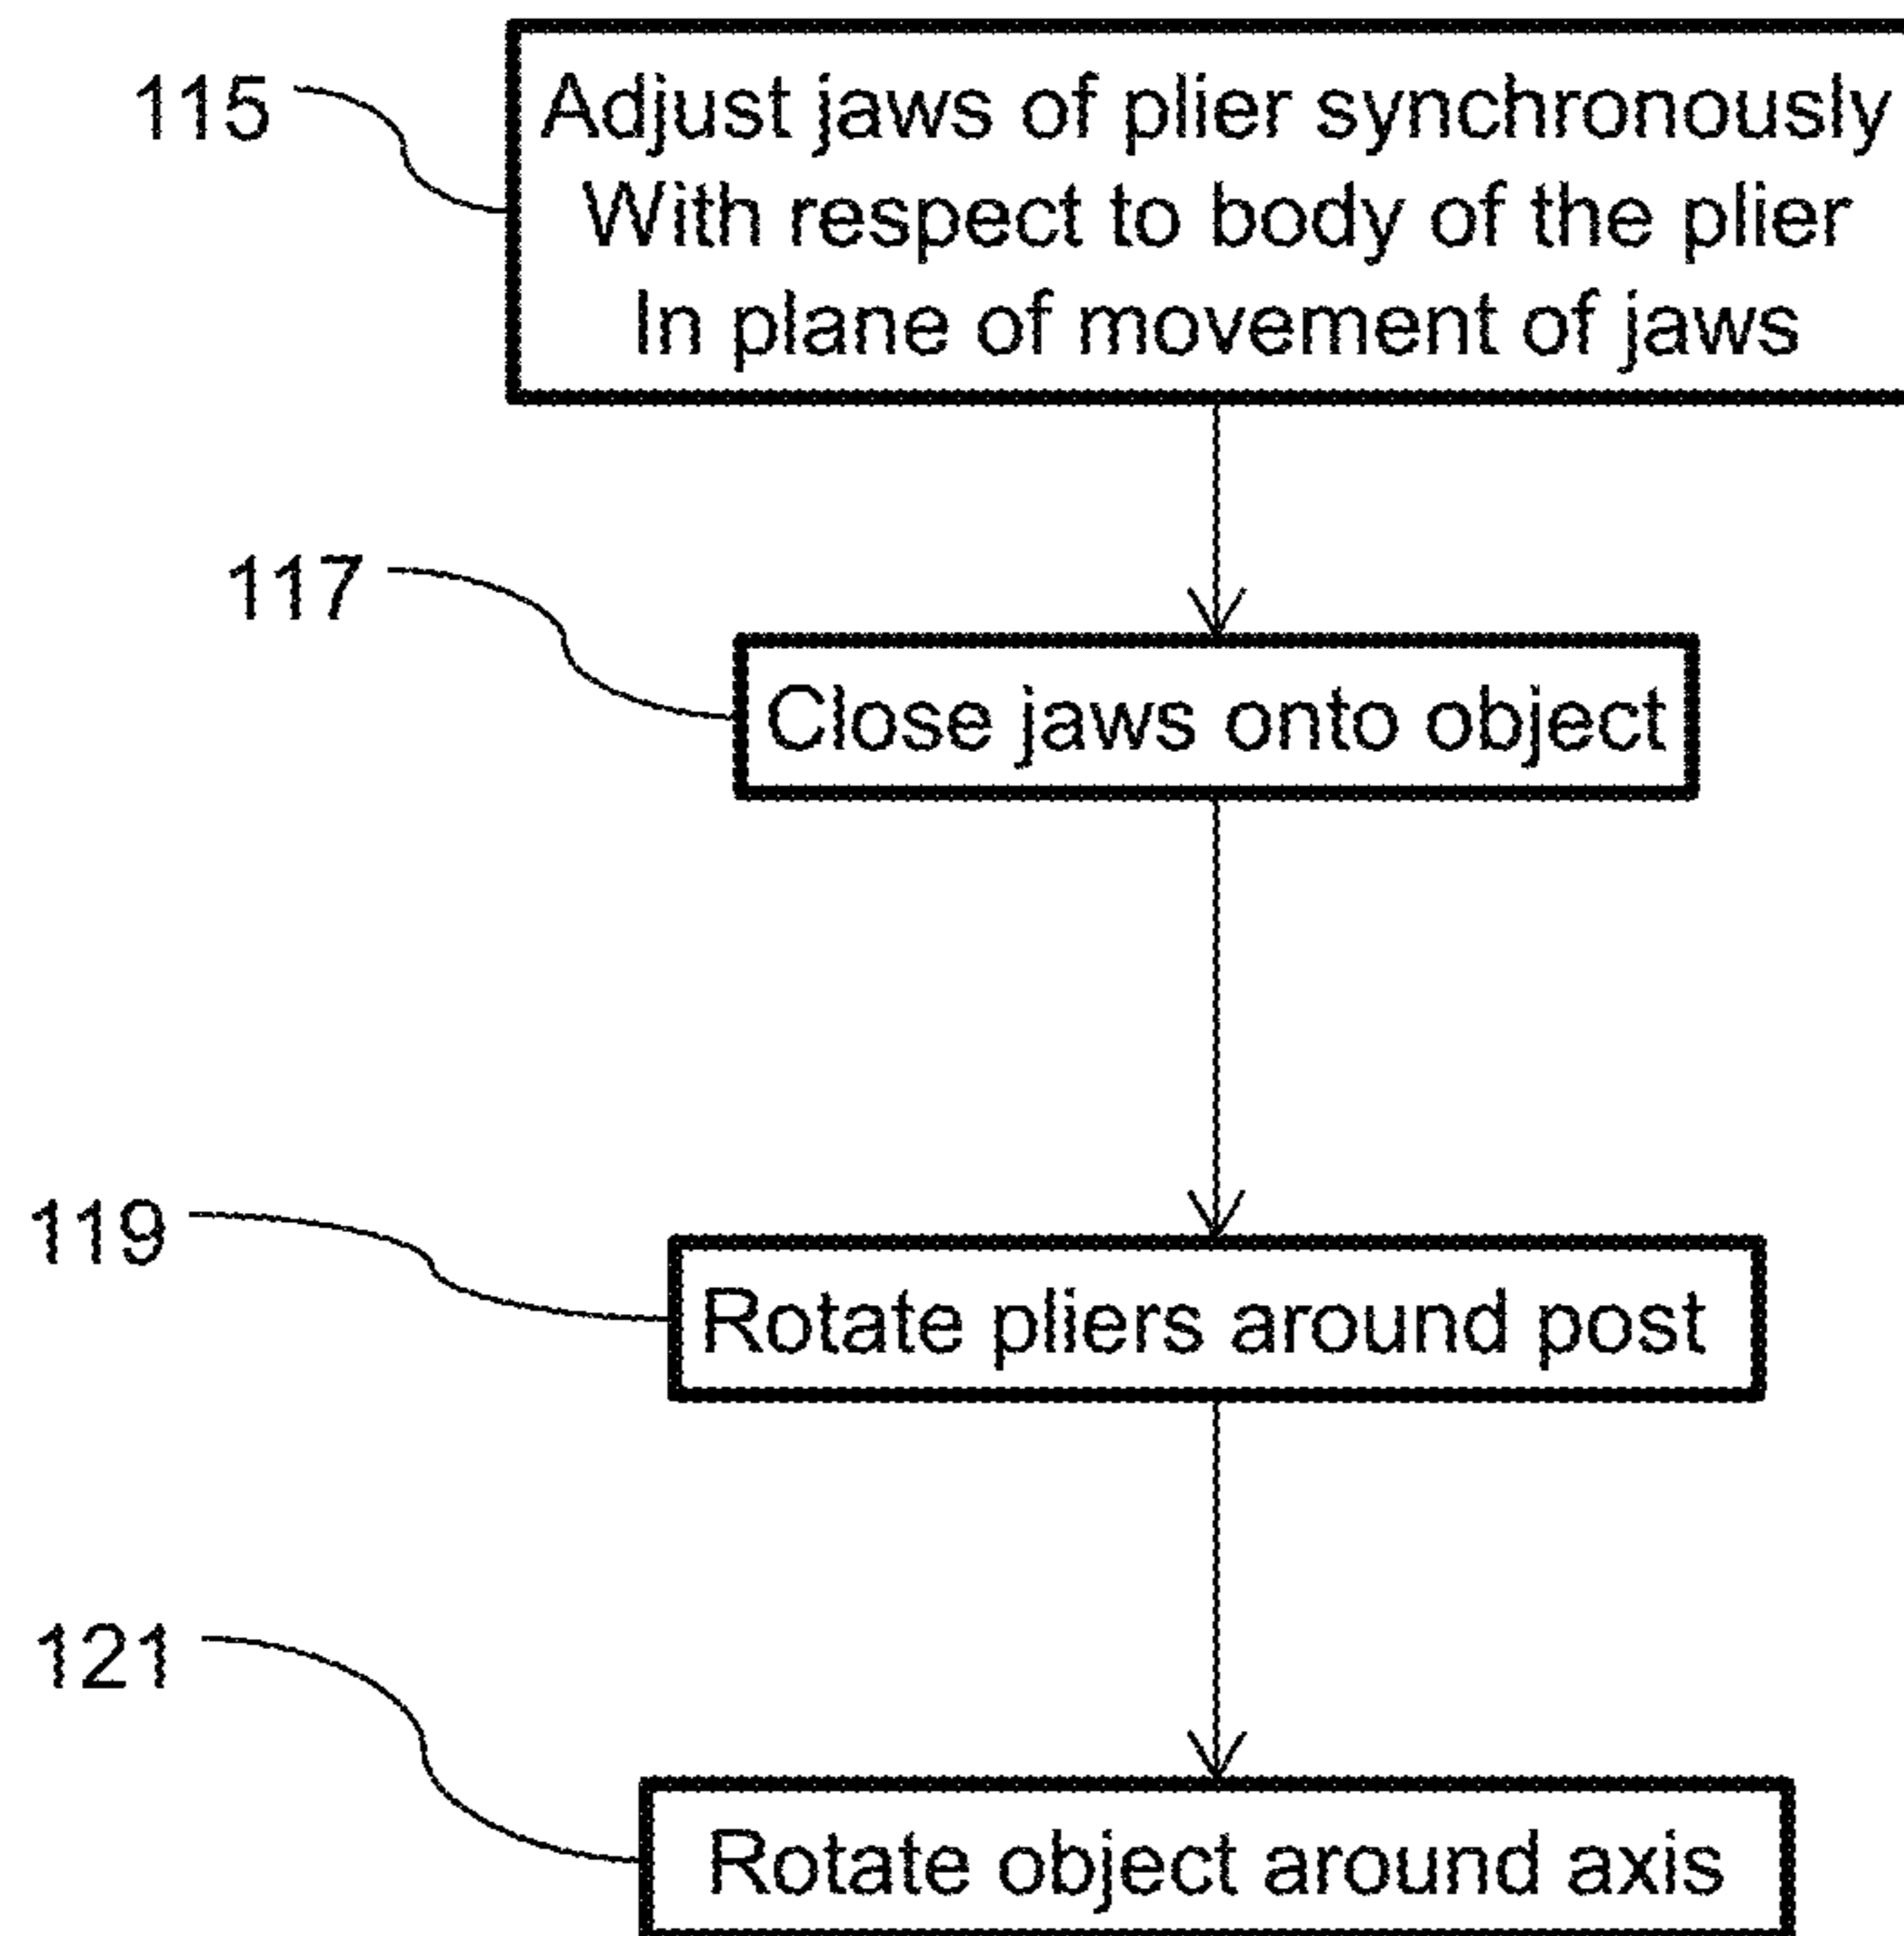 115
Adjust jaws of plier synchronously
With respect to body of the plier
In plane of movement of jaws
117
Close jaws onto object
119
Rotate pliers around post
121
Rotate object around axis